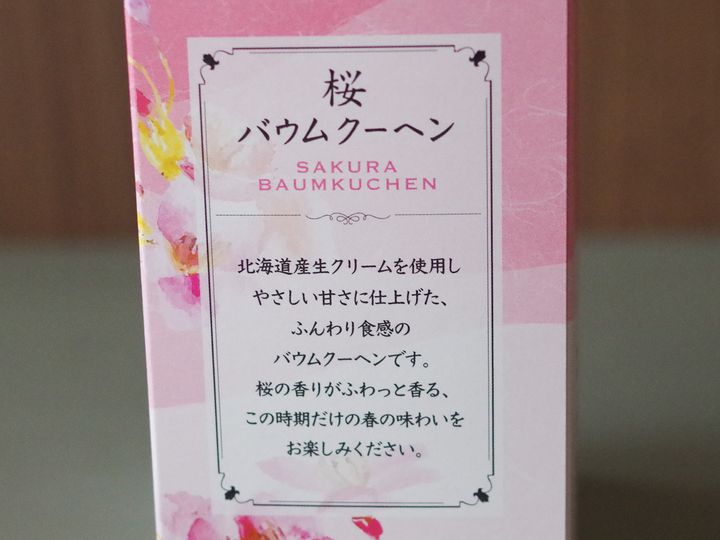 桜
バウムクーヘン
SAKURA
BAUMKUCHEN
北海道産生クリームを使用し
やさしい甘さに仕上げた、
ふんわり食感の
バウムクーヘンです。
桜の香りがふわっと香る、
この時期だけの春の味わいを
お楽しみください。